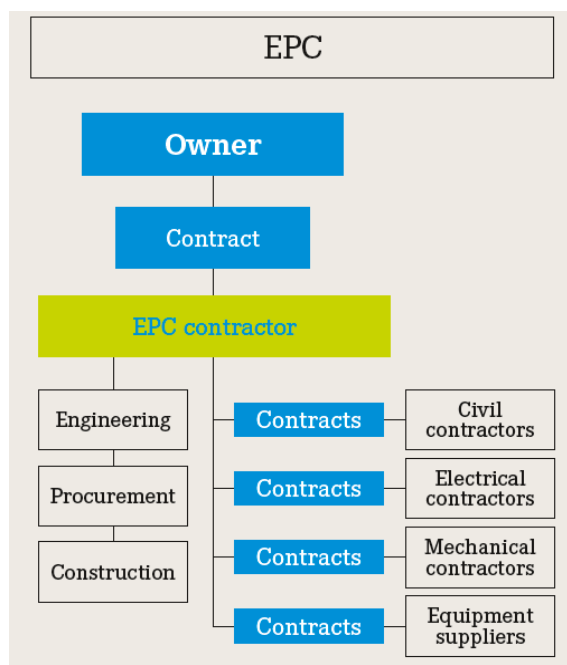 EPC
Owner
Contract
EPC contractor
Engineering
Procurement
Construction
Contracts
Civil
contractors
Contracts
Electrical
contractors
Contracts
Mechanical
contractors
Contracts
Equipment
suppliers